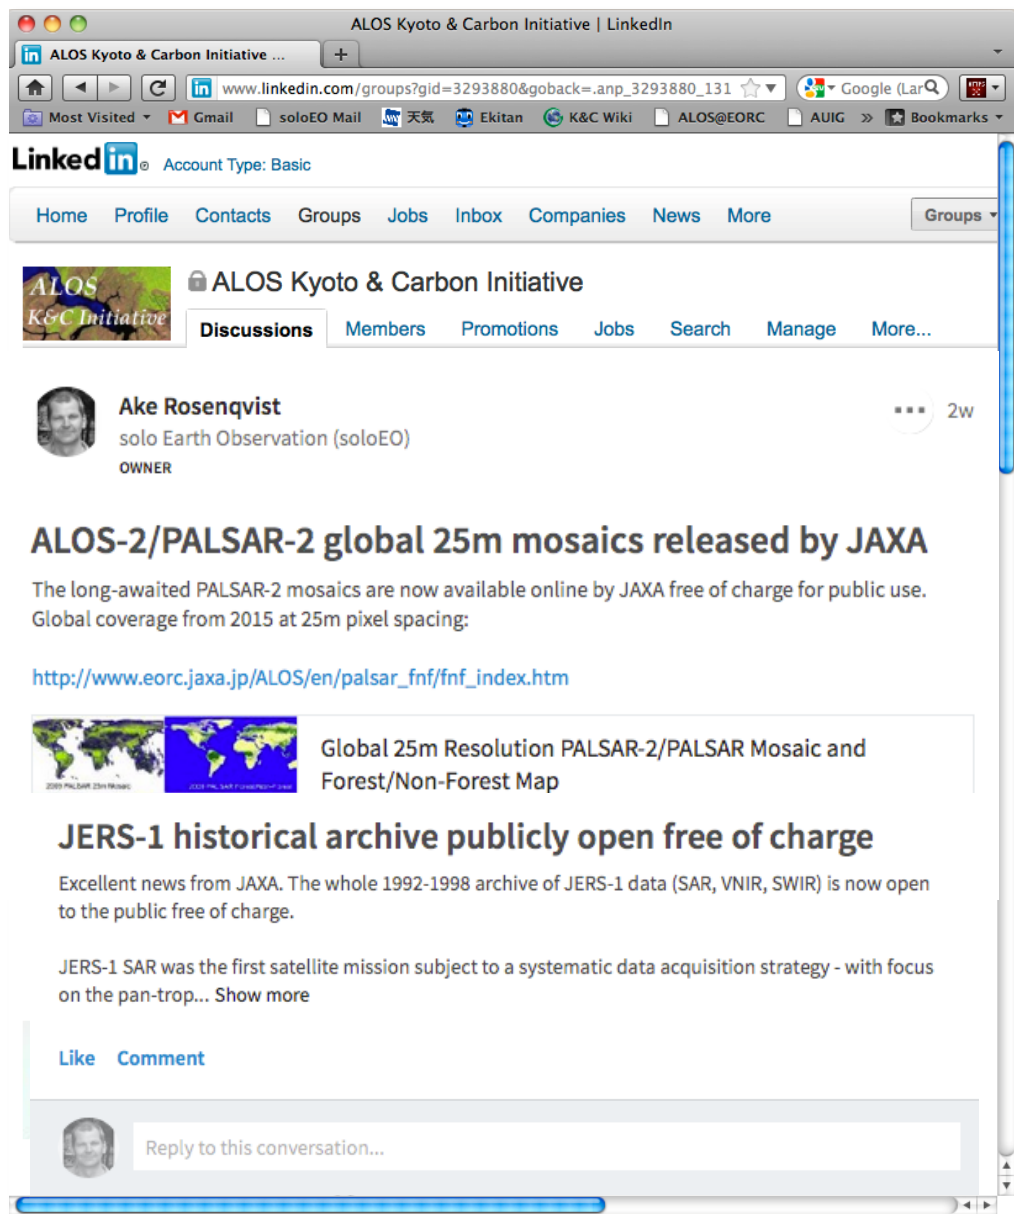 ALOS Kyoto & Carbon Initiative | LinkedIn
in ALOS Kyoto & Carbon Initiative ... +
in www.linkedin.com/groups?gid=3293880&goback=.anp_3293880_131 Google (Lar
Most Visited Gmail soloEO Mail 天気 Ekitan K&C Wiki ALOS@EORC AUIG » Bookmarks
Linked in ® Account Type: Basic
Home Profile Contacts Groups Jobs Inbox Companies News More Groups
ALOS
K&C Initiative
ALOS Kyoto & Carbon Initiative
Discussions Members Promotions Jobs Search Manage More...
Ake Rosenqvist
2w
solo Earth Observation (soloEO)
OWNER
ALOS-2/PALSAR-2 global 25m mosaics released by JAXA
The long-awaited PALSAR-2 mosaics are now available online by JAXA free of charge for public use.
Global coverage from 2015 at 25m pixel spacing:
http://www.eorc.jaxa.jp/ALOS/en/palsar_fnf/fnf_index.htm
Global 25m Resolution PALSAR-2/PALSAR Mosaic and
Forest/Non-Forest Map
2009 PALSAR 25m Mosaic
JERS-1 historical archive publicly open free of charge
Excellent news from JAXA. The whole 1992-1998 archive of JERS-1 data (SAR, VNIR, SWIR) is now open
to the public free of charge.
JERS-1 SAR was the first satellite mission subject to a systematic data acquisition strategy - with focus
on the pan-trop... Show more
Like Comment
Reply to this conversation...